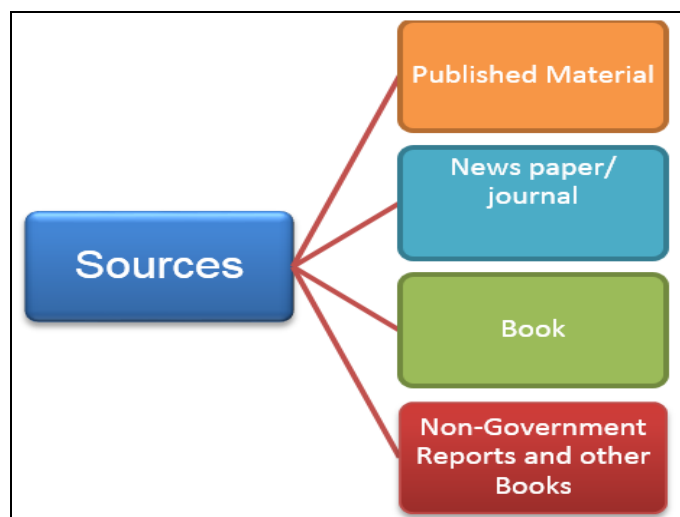 Sources
Published Material
News paper/
journal
Book
Non-Government
Reports and other
Books